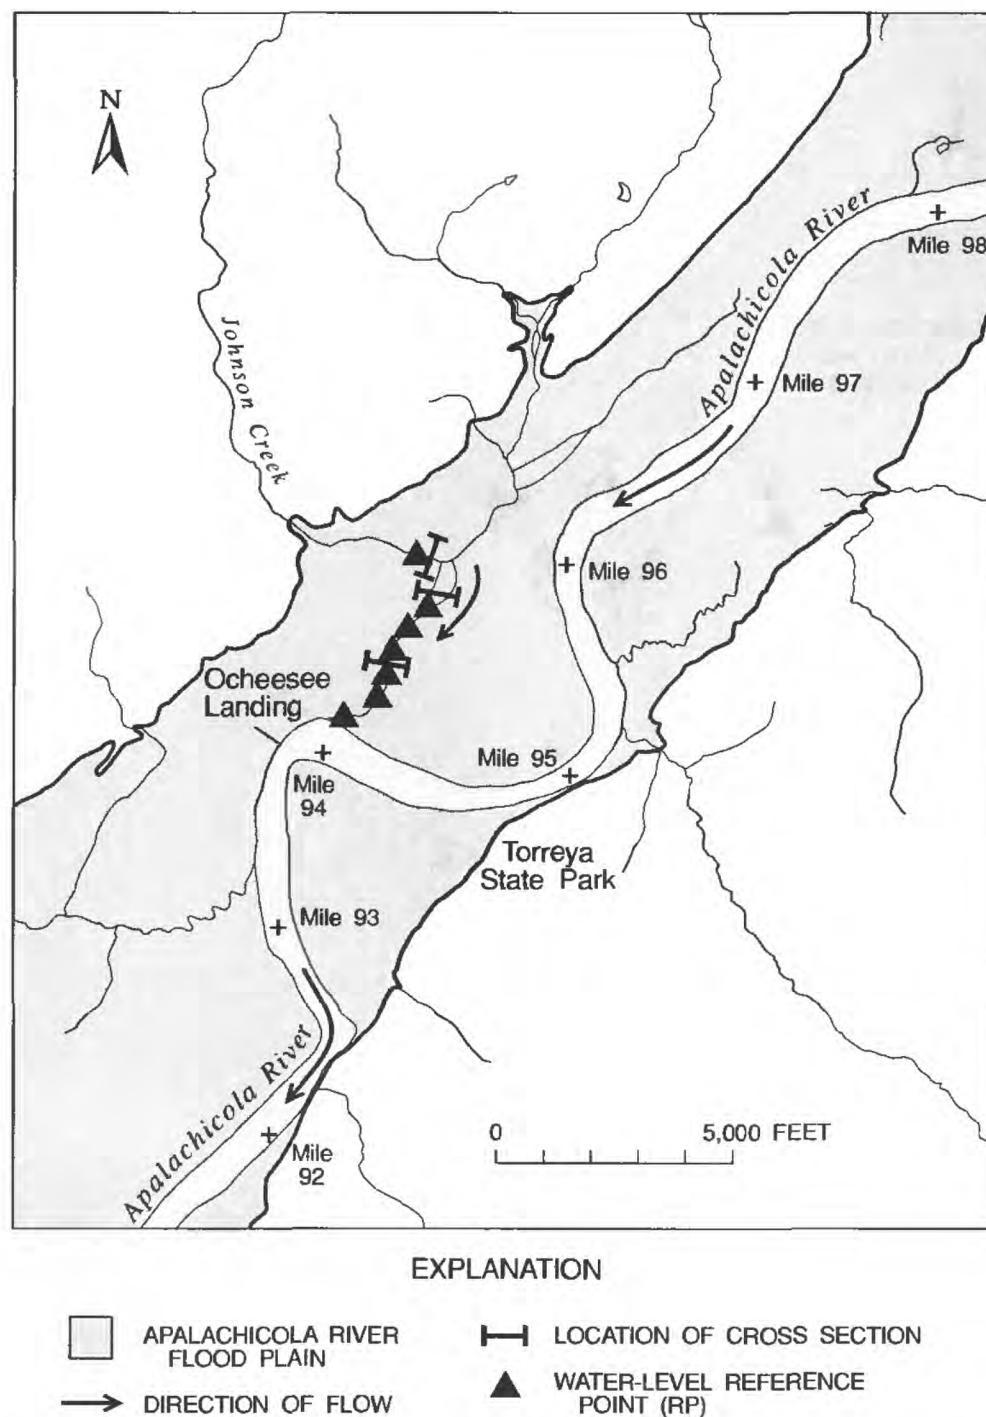 N
Apalachicola River
Mile 98
Johnson Creek
Mile 97
Mile 96
Ocheesee
Landing
Mile 95
Mile
94
Torreya
State Park
Mile 93
Apalachicola River
0 5,000 FEET
Mile
92
EXPLANATION
APALACHICOLA RIVER
FLOOD PLAIN
DIRECTION OF FLOW
LOCATION OF CROSS SECTION
WATER-LEVEL REFERENCE
POINT (RP)